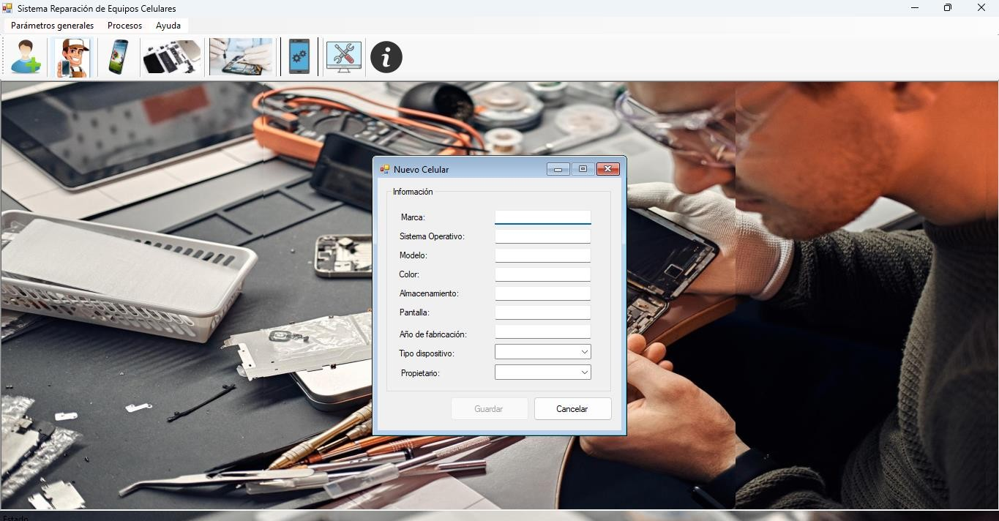 Sistema Reparación de Equipos Celulares
Parámetros generales Procesos Ayuda
Nuevo Celular
Información
Marca:
Sistema Operativo:
Modelo:
Color:
Almacenamiento:
Pantalla:
Año de fabricación:
Tipo dispositivo:
Propietario:
Guardar Cancelar
Estado